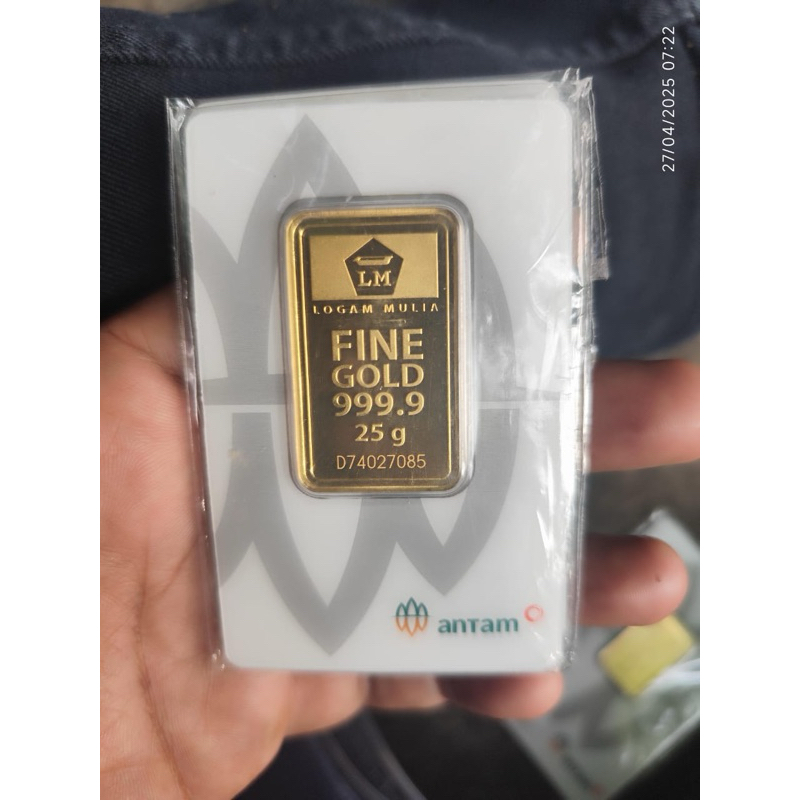 27/04/2025 07:22
LM
LOGAM MULIA
FINE
GOLD
999.9
25 g
D74027085
antam